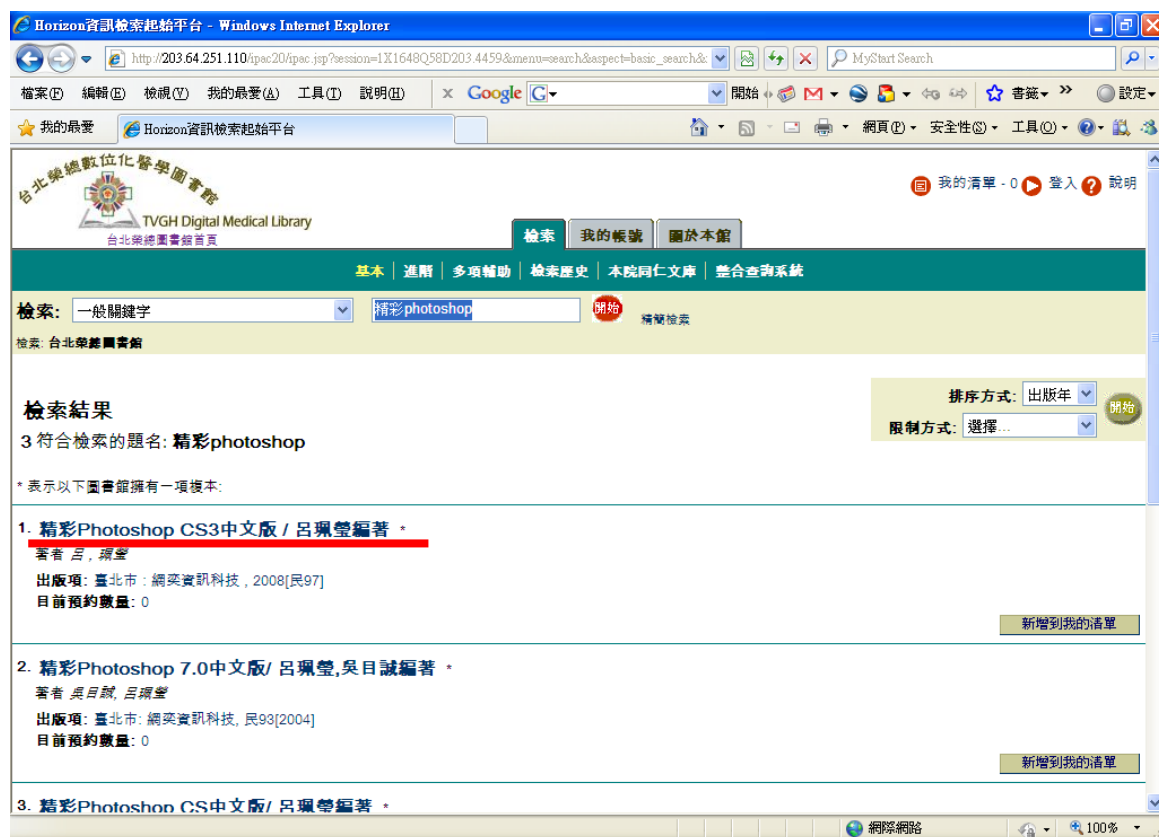 Horizon資訊檢索起始平台 - Windows Internet Explorer
http://203.64.251.110/ipac20/ipac.jsp?session=1X1648Q58D203.4459&menu=search&aspect=basic_search&
MyStart Search
檔案(F) 編輯(E) 檢視(V) 我的最愛(A) 工具(T) 說明(H) x Google G 開始 書籤 » 設定
我的最愛 Horizon資訊檢索起始平台 網頁(P) 安全性(S) 工具(O)
台北榮總數位化醫學圖書館
TVGH Digital Medical Library
台北榮總圖書館首頁
我的清單 - 0 登入 說明
檢索 我的帳號 關於本館
基本 進階 多項輔助 檢索歷史 本院同仁文庫 整合查詢系統
檢索: 一般關鍵字 精彩photoshop 開始 精簡檢索
檢索: 台北榮總圖書館
檢索結果
排序方式: 出版年
開始
限制方式: 選擇...
3 符合檢索的題名: 精彩photoshop
* 表示以下圖書館擁有一項複本:
1. 精彩Photoshop CS3中文版 / 呂珮瑩編著 *
著者 呂, 珮瑩
出版項: 臺北市 : 網奕資訊科技 , 2008[民97]
目前預約數量: 0
新增到我的清單
2. 精彩Photoshop 7.0中文版/ 呂珮瑩,吳目誠編著 *
著者 吳目誠, 呂珮瑩
出版項: 臺北市: 網奕資訊科技, 民93[2004]
目前預約數量: 0
新增到我的清單
3. 精彩Photoshop CS中文版/ 呂珮瑩編著 *
網際網路 100%